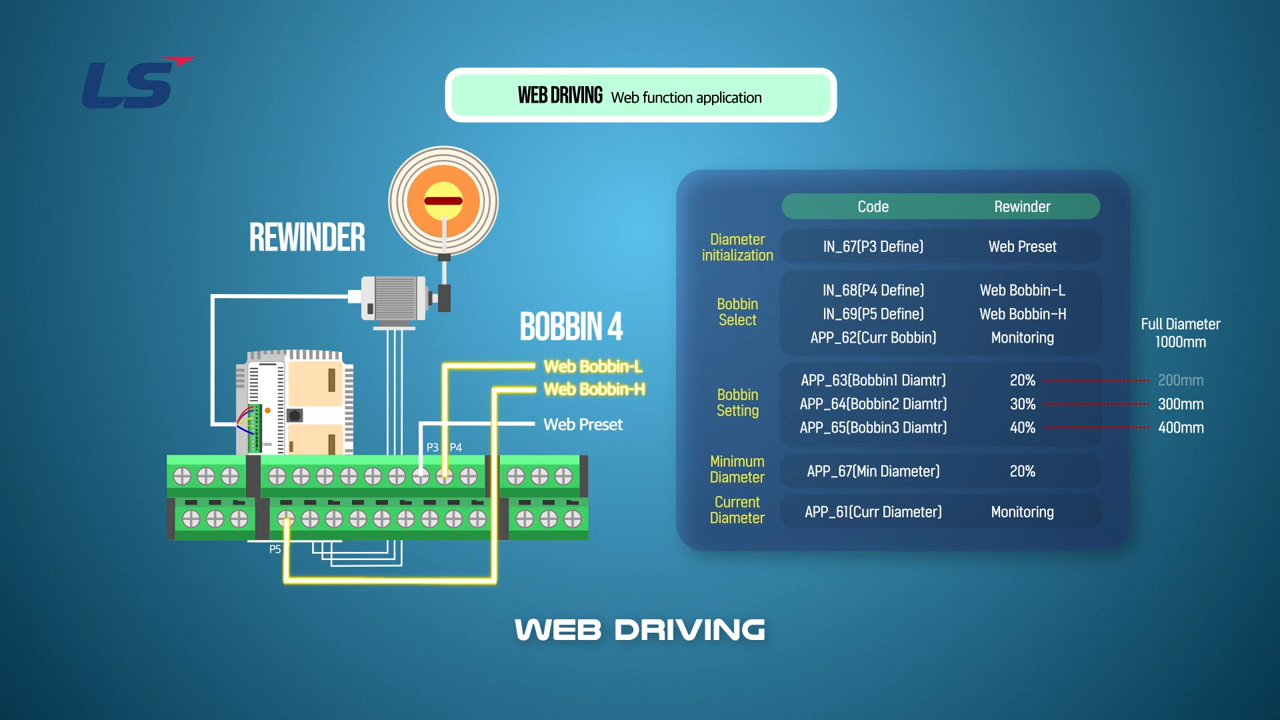 LS
WEB DRIVING Web function application
REWINDER
BOBBIN 4
Web Bobbin-L
Web Bobbin-H
Web Preset
P3
P4
P5
Code
Rewinder
Diameter
initialization
IN_67(P3 Define)
Web Preset
Bobbin
Select
IN_68(P4 Define)
Web Bobbin-L
IN_69(P5 Define)
Web Bobbin-H
APP_62(Curr Bobbin)
Monitoring
Full Diameter
1000mm
Bobbin
Setting
APP_63(Bobbin1 Diamtr)
20%
200mm
APP_64(Bobbin2 Diamtr)
30%
300mm
APP_65(Bobbin3 Diamtr)
40%
400mm
Minimum
Diameter
APP_67(Min Diameter)
20%
Current
Diameter
APP_61(Curr Diameter)
Monitoring
WEB DRIVING